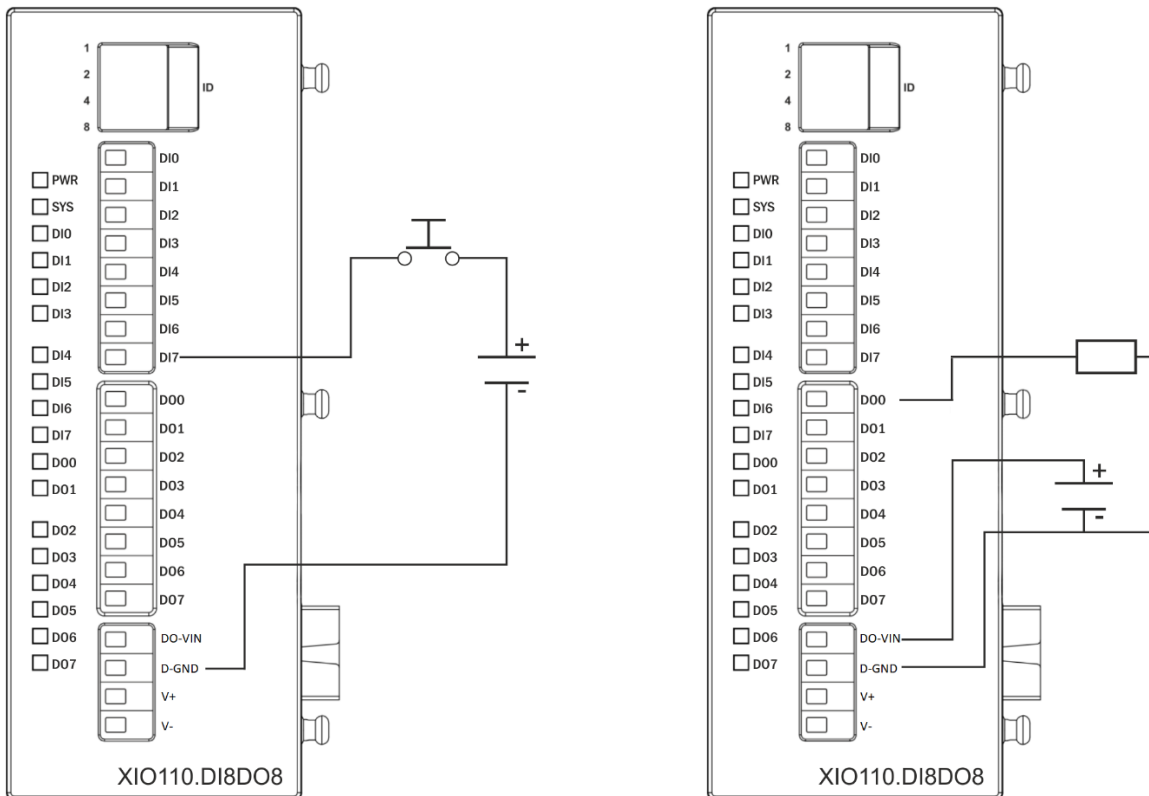 1
2
4
8
ID
DI0
DI1
DI2
DI3
DI4
DI5
DI6
DI7
PWR
SYS
DI0
DI1
DI2
DI3
DI4
DI5
DI6
DI7
DO0
DO1
DO2
DO3
DO4
DO5
DO6
DO7
DO0
DO1
DO2
DO3
DO4
DO5
DO6
DO7
DO-VIN
D-GND
V+
V-
+
-
XIO110.DI8DO8
1
2
4
8
ID
DI0
DI1
DI2
DI3
DI4
DI5
DI6
DI7
PWR
SYS
DI0
DI1
DI2
DI3
DI4
DI5
DI6
DI7
DO0
DO1
DO2
DO3
DO4
DO5
DO6
DO7
DO0
DO1
DO2
DO3
DO4
DO5
DO6
DO7
DO-VIN
D-GND
V+
V-
+
-
XIO110.DI8DO8